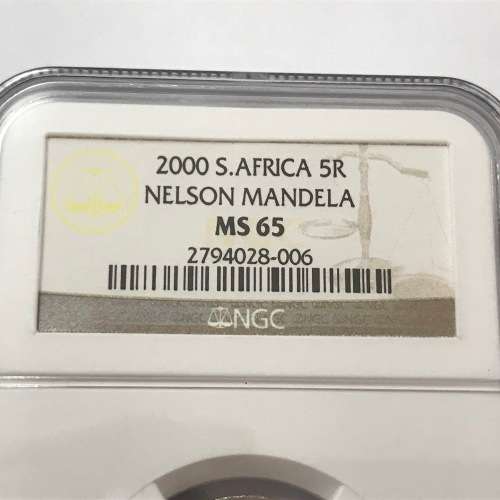 2000 S.AFRICA 5R
NELSON MANDELA
MS 65
2794028-006
NGC